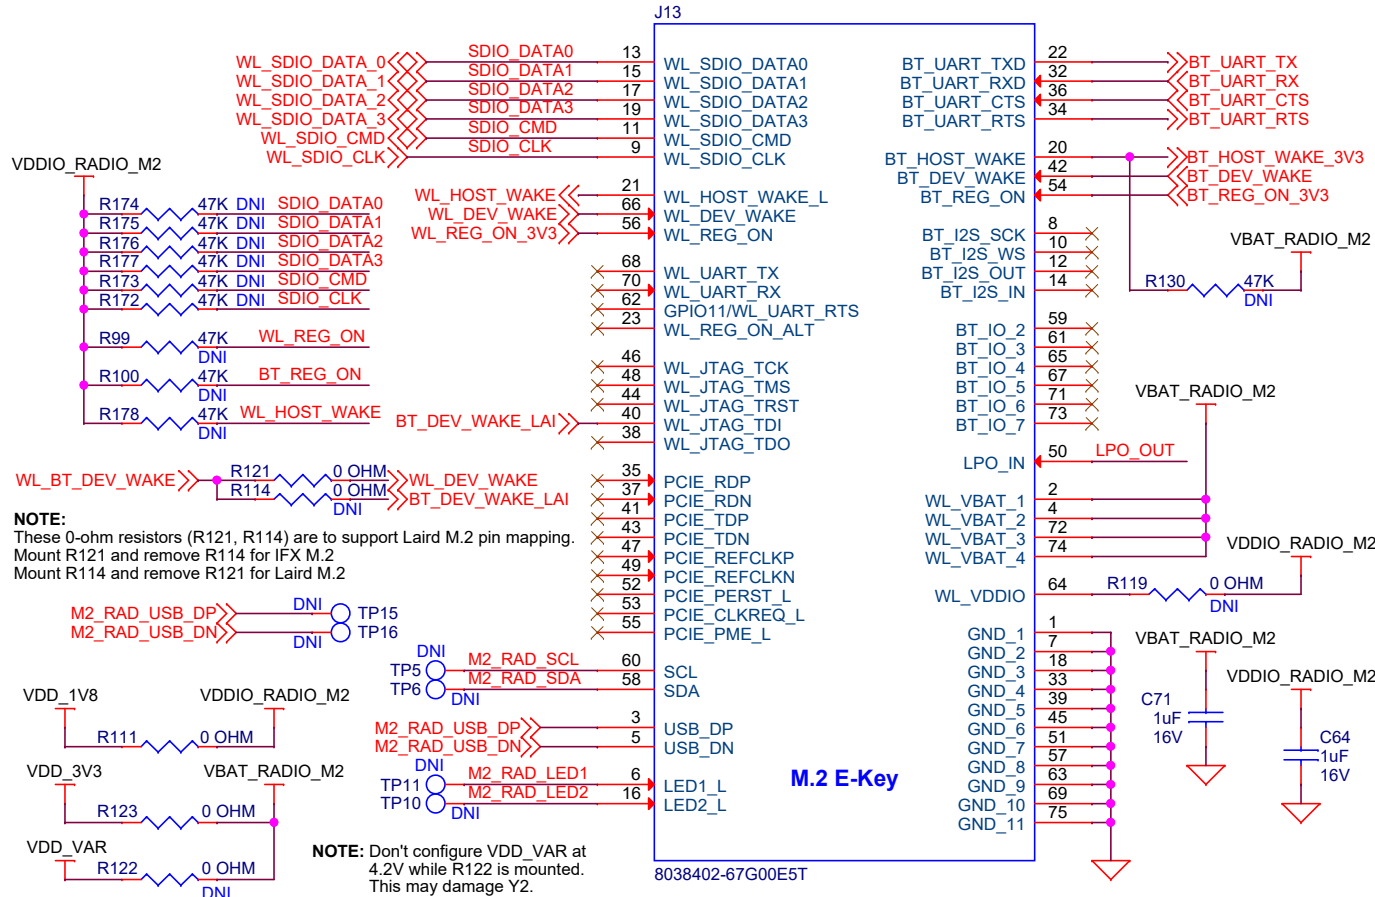 J13
WL_SDIO_DATA_0 SDIO_DATA0 13 WL_SDIO_DATA0 BT_UART_TXD 22 BT_UART_TX
WL_SDIO_DATA_1 SDIO_DATA1 15 WL_SDIO_DATA1 BT_UART_RXD 32 BT_UART_RX
WL_SDIO_DATA_2 SDIO_DATA2 17 WL_SDIO_DATA2 BT_UART_CTS 36 BT_UART_CTS
WL_SDIO_DATA_3 SDIO_DATA3 19 WL_SDIO_DATA3 BT_UART_RTS 34 BT_UART_RTS
WL_SDIO_CMD SDIO_CMD 11 WL_SDIO_CMD
WL_SDIO_CLK SDIO_CLK 9 WL_SDIO_CLK BT_HOST_WAKE 20 BT_HOST_WAKE_3V3
BT_DEV_WAKE 42 BT_DEV_WAKE
WL_HOST_WAKE 21 WL_HOST_WAKE_L BT_REG_ON 54 BT_REG_ON_3V3
WL_DEV_WAKE 66 WL_DEV_WAKE
WL_REG_ON_3V3 56 WL_REG_ON
VDDIO_RADIO_M2
R174 47K DNI SDIO_DATA0
R175 47K DNI SDIO_DATA1
R176 47K DNI SDIO_DATA2
R177 47K DNI SDIO_DATA3
R173 47K DNI SDIO_CMD
R172 47K DNI SDIO_CLK
R99 47K WL_REG_ON
DNI
R100 47K BT_REG_ON
DNI
R178 47K WL_HOST_WAKE
DNI
BT_I2S_SCK 8
BT_I2S_WS 10
BT_I2S_OUT 12
BT_I2S_IN 14
VBAT_RADIO_M2
R130 47K
DNI
68 WL_UART_TX
70 WL_UART_RX
62 GPIO11/WL_UART_RTS
23 WL_REG_ON_ALT
BT_IO_2 59
BT_IO_3 61
BT_IO_4 65
BT_IO_5 67
BT_IO_6 71
BT_IO_7 73
46 WL_JTAG_TCK
48 WL_JTAG_TMS
44 WL_JTAG_TRST
BT_DEV_WAKE_LAI 40 WL_JTAG_TDI
38 WL_JTAG_TDO
VBAT_RADIO_M2
LPO_IN 50 LPO_OUT
WL_VBAT_1 2
WL_VBAT_2 4
WL_VBAT_3 72
WL_VBAT_4 74
VDDIO_RADIO_M2
WL_VDDIO 64 R119 0 OHM
DNI
WL_BT_DEV_WAKE R121 0 OHM WL_DEV_WAKE
R114 0 OHM BT_DEV_WAKE_LAI
DNI
NOTE:
These 0-ohm resistors (R121, R114) are to support Laird M.2 pin mapping.
Mount R121 and remove R114 for IFX M.2
Mount R114 and remove R121 for Laird M.2
35 PCIE_RDP
37 PCIE_RDN
41 PCIE_TDP
43 PCIE_TDN
47 PCIE_REFCLKP
49 PCIE_REFCLKN
52 PCIE_PERST_L
53 PCIE_CLKREQ_L
55 PCIE_PME_L
M2_RAD_USB_DP DNI TP15
M2_RAD_USB_DN DNI TP16
GND_1 1
GND_2 7
GND_3 18
GND_4 33
GND_5 39
GND_6 45
GND_7 51
GND_8 57
GND_9 63
GND_10 69
GND_11 75
VBAT_RADIO_M2
C71
1uF
16V
VDDIO_RADIO_M2
C64
1uF
16V
DNI
TP5 M2_RAD_SCL 60 SCL
TP6 M2_RAD_SDA 58 SDA
DNI
M2_RAD_USB_DP 3 USB_DP
M2_RAD_USB_DN 5 USB_DN
DNI
TP11 M2_RAD_LED1 6 LED1_L
TP10 M2_RAD_LED2 16 LED2_L
DNI
M.2 E-Key
VDD_1V8 VDDIO_RADIO_M2
R111 0 OHM
VDD_3V3 VBAT_RADIO_M2
R123 0 OHM
VDD_VAR
R122 0 OHM
DNI
NOTE: Don't configure VDD_VAR at
4.2V while R122 is mounted.
This may damage Y2.
8038402-67G00E5T